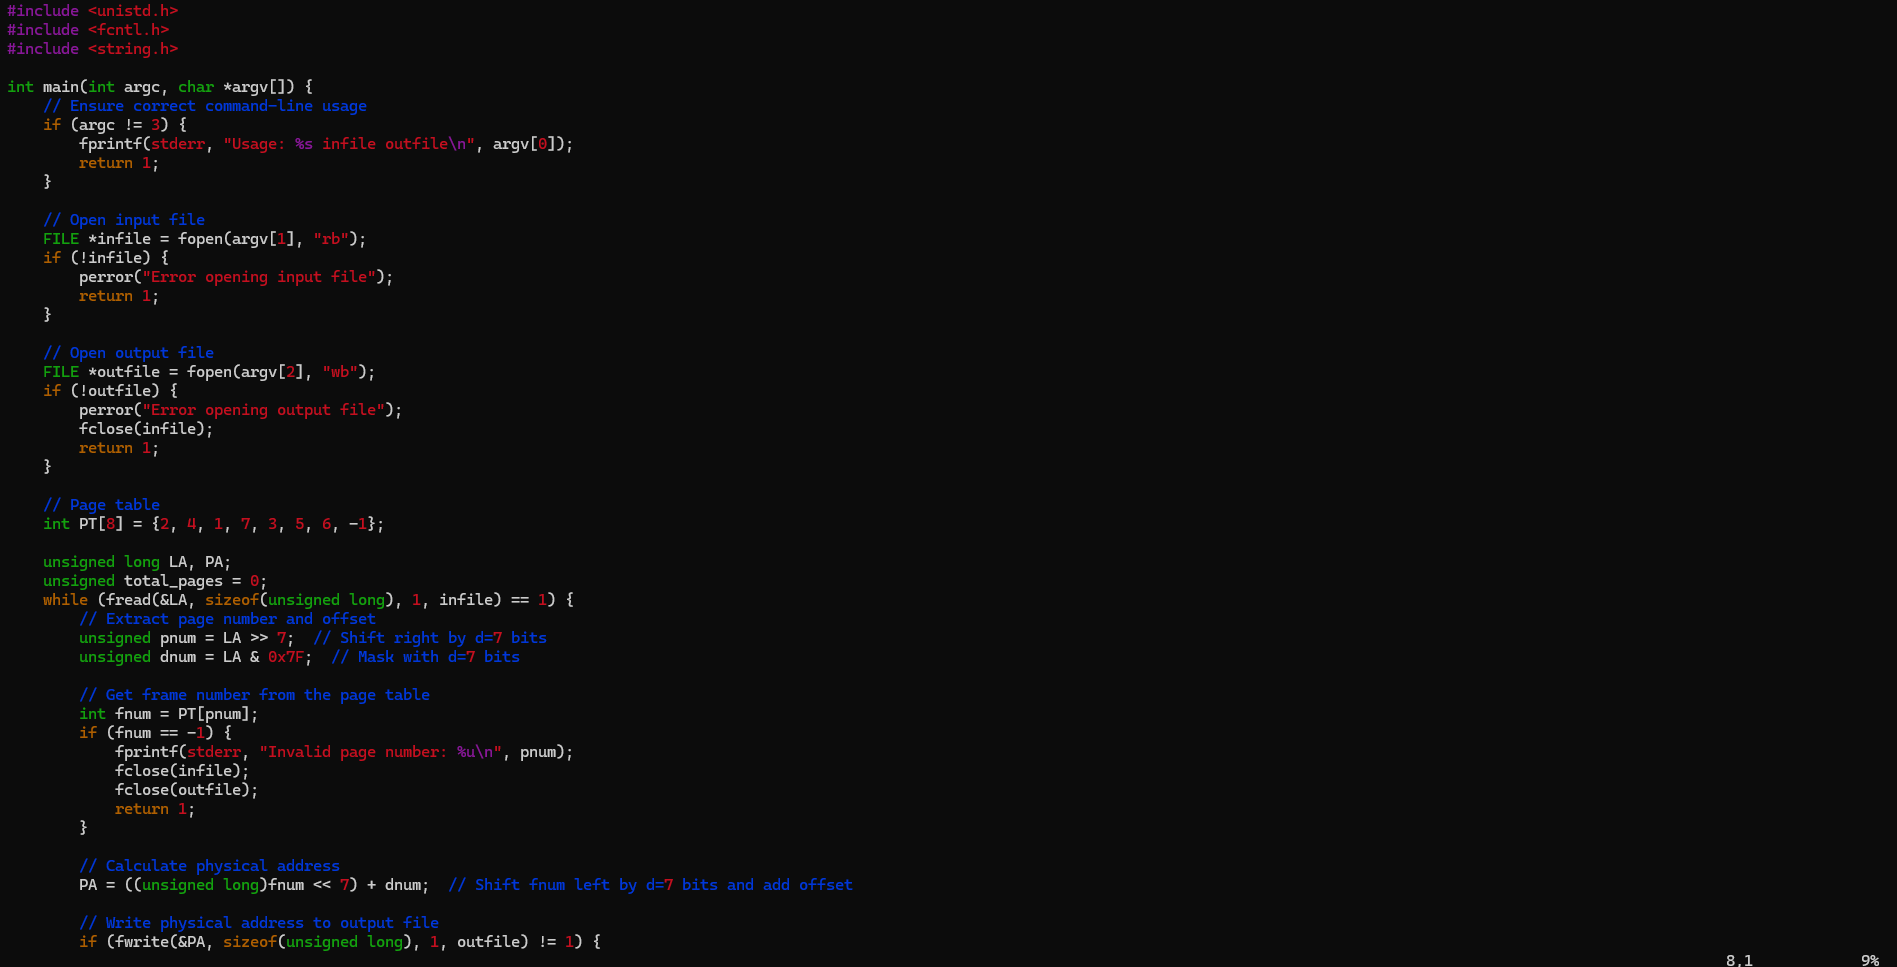 #include <unistd.h>
#include <fcntl.h>
#include <string.h>

int main(int argc, char *argv[]) {
    // Ensure correct command-line usage
    if (argc != 3) {
        fprintf(stderr, "Usage: %s infile outfile\n", argv[0]);
        return 1;
    }

    // Open input file
    FILE *infile = fopen(argv[1], "rb");
    if (!infile) {
        perror("Error opening input file");
        return 1;
    }

    // Open output file
    FILE *outfile = fopen(argv[2], "wb");
    if (!outfile) {
        perror("Error opening output file");
        fclose(infile);
        return 1;
    }

    // Page table
    int PT[8] = {2, 4, 1, 7, 3, 5, 6, -1};

    unsigned long LA, PA;
    unsigned total_pages = 0;
    while (fread(&LA, sizeof(unsigned long), 1, infile) == 1) {
        // Extract page number and offset
        unsigned pnum = LA >> 7;  // Shift right by d=7 bits
        unsigned dnum = LA & 0x7F;  // Mask with d=7 bits

        // Get frame number from the page table
        int fnum = PT[pnum];
        if (fnum == -1) {
            fprintf(stderr, "Invalid page number: %u\n", pnum);
            fclose(infile);
            fclose(outfile);
            return 1;
        }

        // Calculate physical address
        PA = ((unsigned long)fnum << 7) + dnum;  // Shift fnum left by d=7 bits and add offset

        // Write physical address to output file
        if (fwrite(&PA, sizeof(unsigned long), 1, outfile) != 1) {
8,1 9%